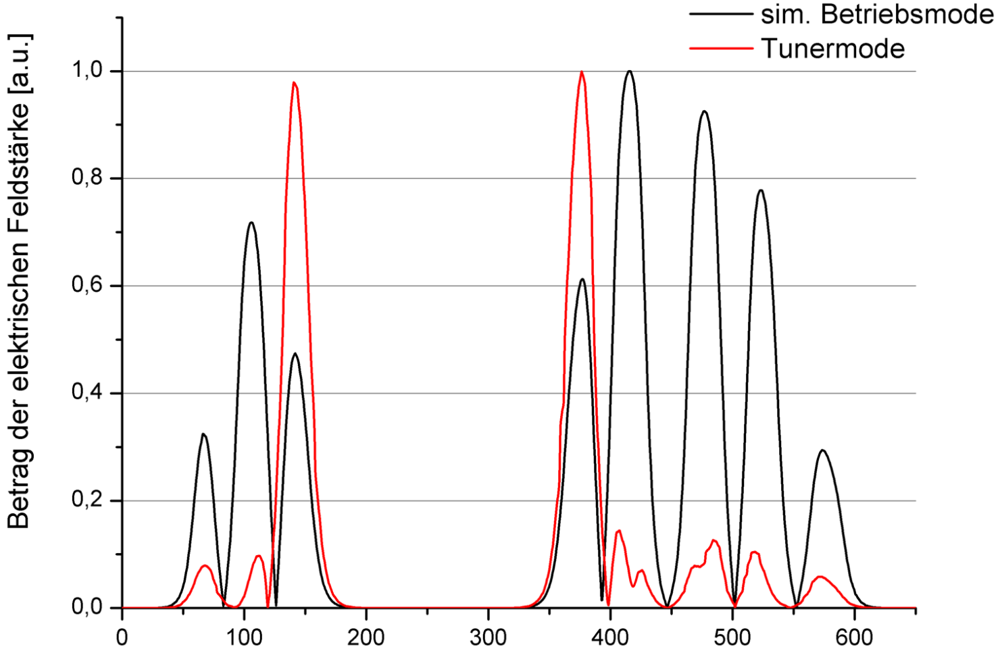 sim. Betriebsmode
Tunermode
Betrag der elektrischen Feldstärke [a.u.]
1,0
0,8
0,6
0,4
0,2
0,0
0 100 200 300 400 500 600